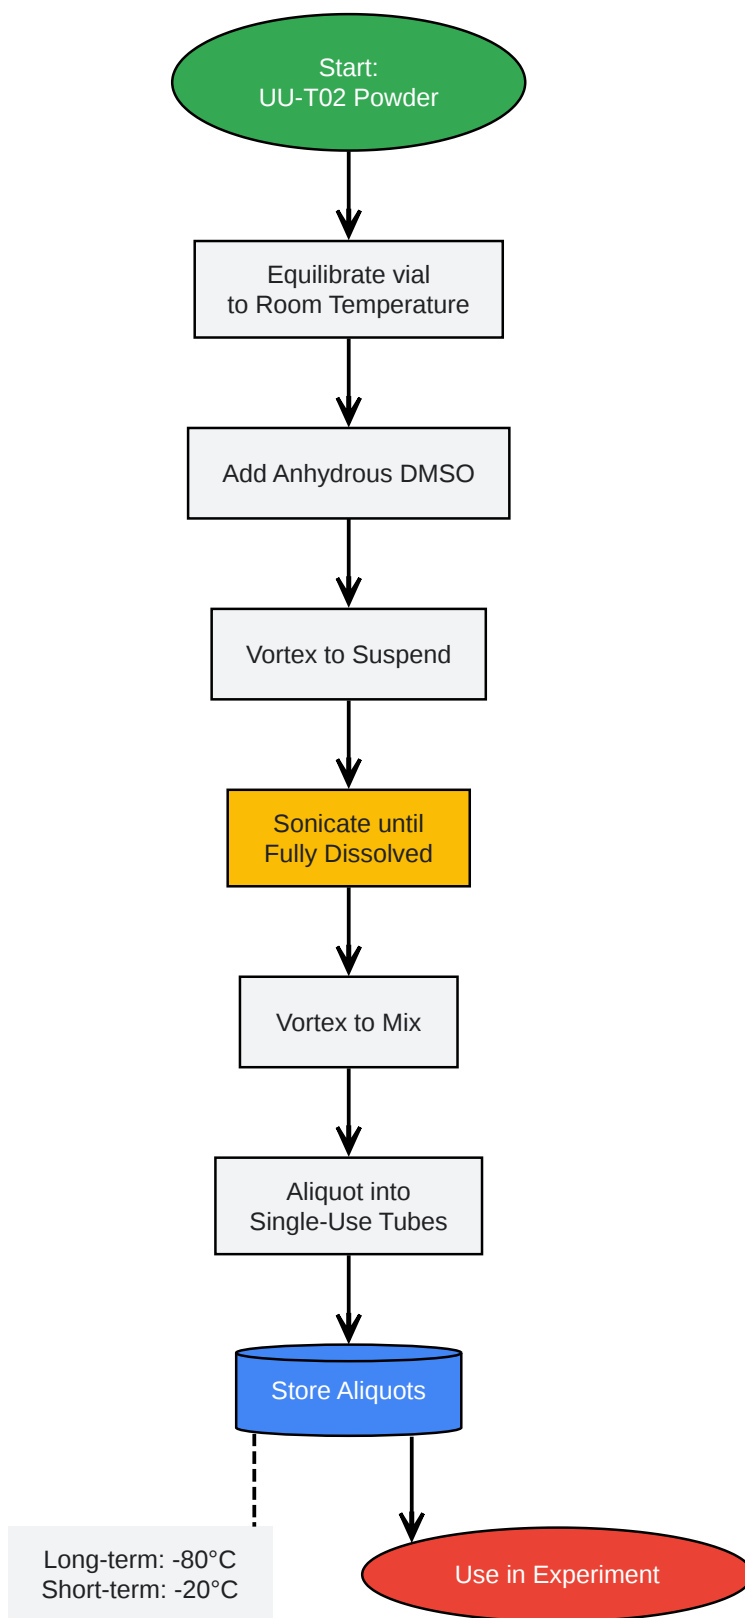 Start:
UU-T02 Powder
Equilibrate vial
to Room Temperature
Add Anhydrous DMSO
Vortex to Suspend
Sonicate until
Fully Dissolved
Vortex to Mix
Aliquot into
Single-Use Tubes
Store Aliquots
Long-term: -80°C
Short-term: -20°C
Use in Experiment